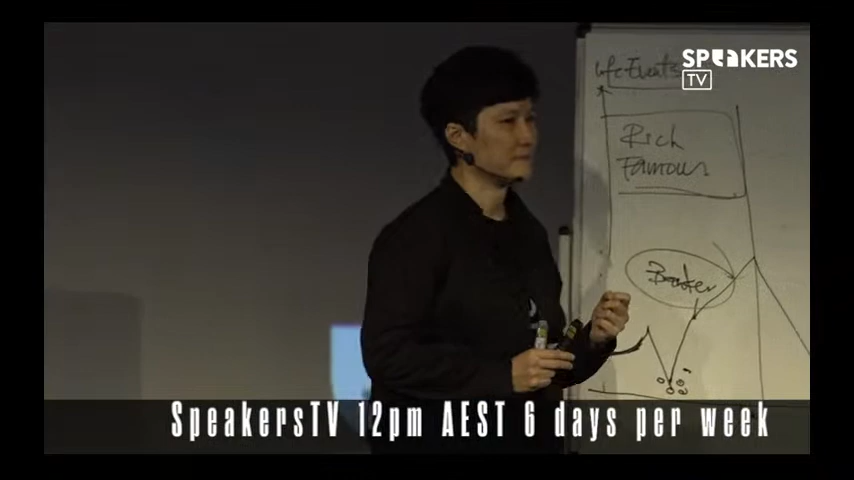 SPEAKERS
TV
Life Events
Rich
Famous
SpeakersTV 12pm AEST 6 days per week